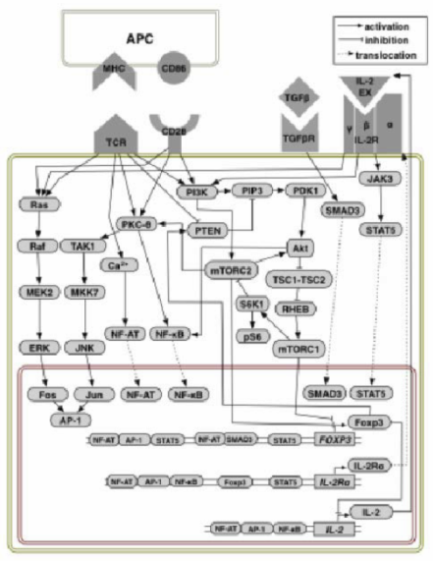 APC
activation
inhibition
translocation
MHC
CD86
IL-2
EX
TGFβ
TCR
CD28
TGFβR
γ
β
α
IL-2R
PI3K
PIP3
PDK1
JAK3
Ras
SMAD3
PKC-θ
PTEN
STAT5
Raf
TAK1
Ca²⁺
mTORC2
Akt
TSC1-TSC2
MEK2
MKK7
S6K1
RHEB
NF-AT
NF-κB
pS6
mTORC1
ERK
JNK
Fos
Jun
NF-AT
NF-κB
SMAD3
STAT5
AP-1
Foxp3
NF-AT AP-1 STAT5 NF-AT SMAD3 STAT5 FOXP3
IL-2Rα
NF-AT AP-1 NF-κB Foxp3 STAT5 IL-2Rα
IL-2
NF-AT AP-1 NF-κB IL-2